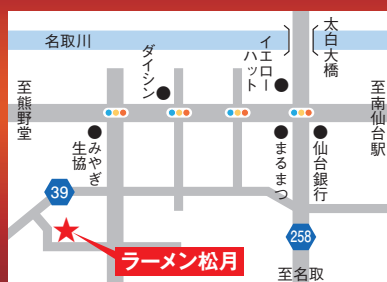 名取川
太白大橋
イエロー
ハット
ダイシン
至熊野堂
至南仙台駅
みやぎ
生協
まるまつ
仙台銀行
39
258
ラーメン松月
至名取